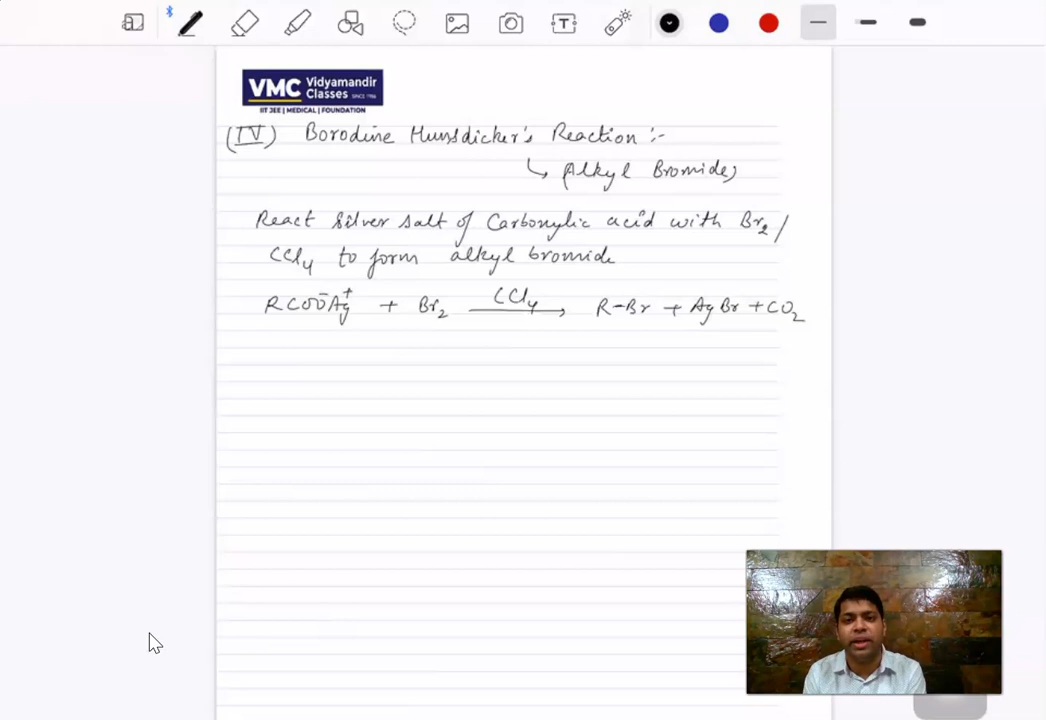 VMC Vidyamandir Classes SINCE 1986
IIT JEE | MEDICAL | FOUNDATION
(IV) Borodine Hunsdicker's Reaction :-
↳ Alkyl Bromides
React Silver salt of Carbonylic acid with Br₂/
CCl₄ to form alkyl bromide
RCOO⁻Ag⁺ + Br₂ —CCl₄→ R-Br + AgBr + CO₂